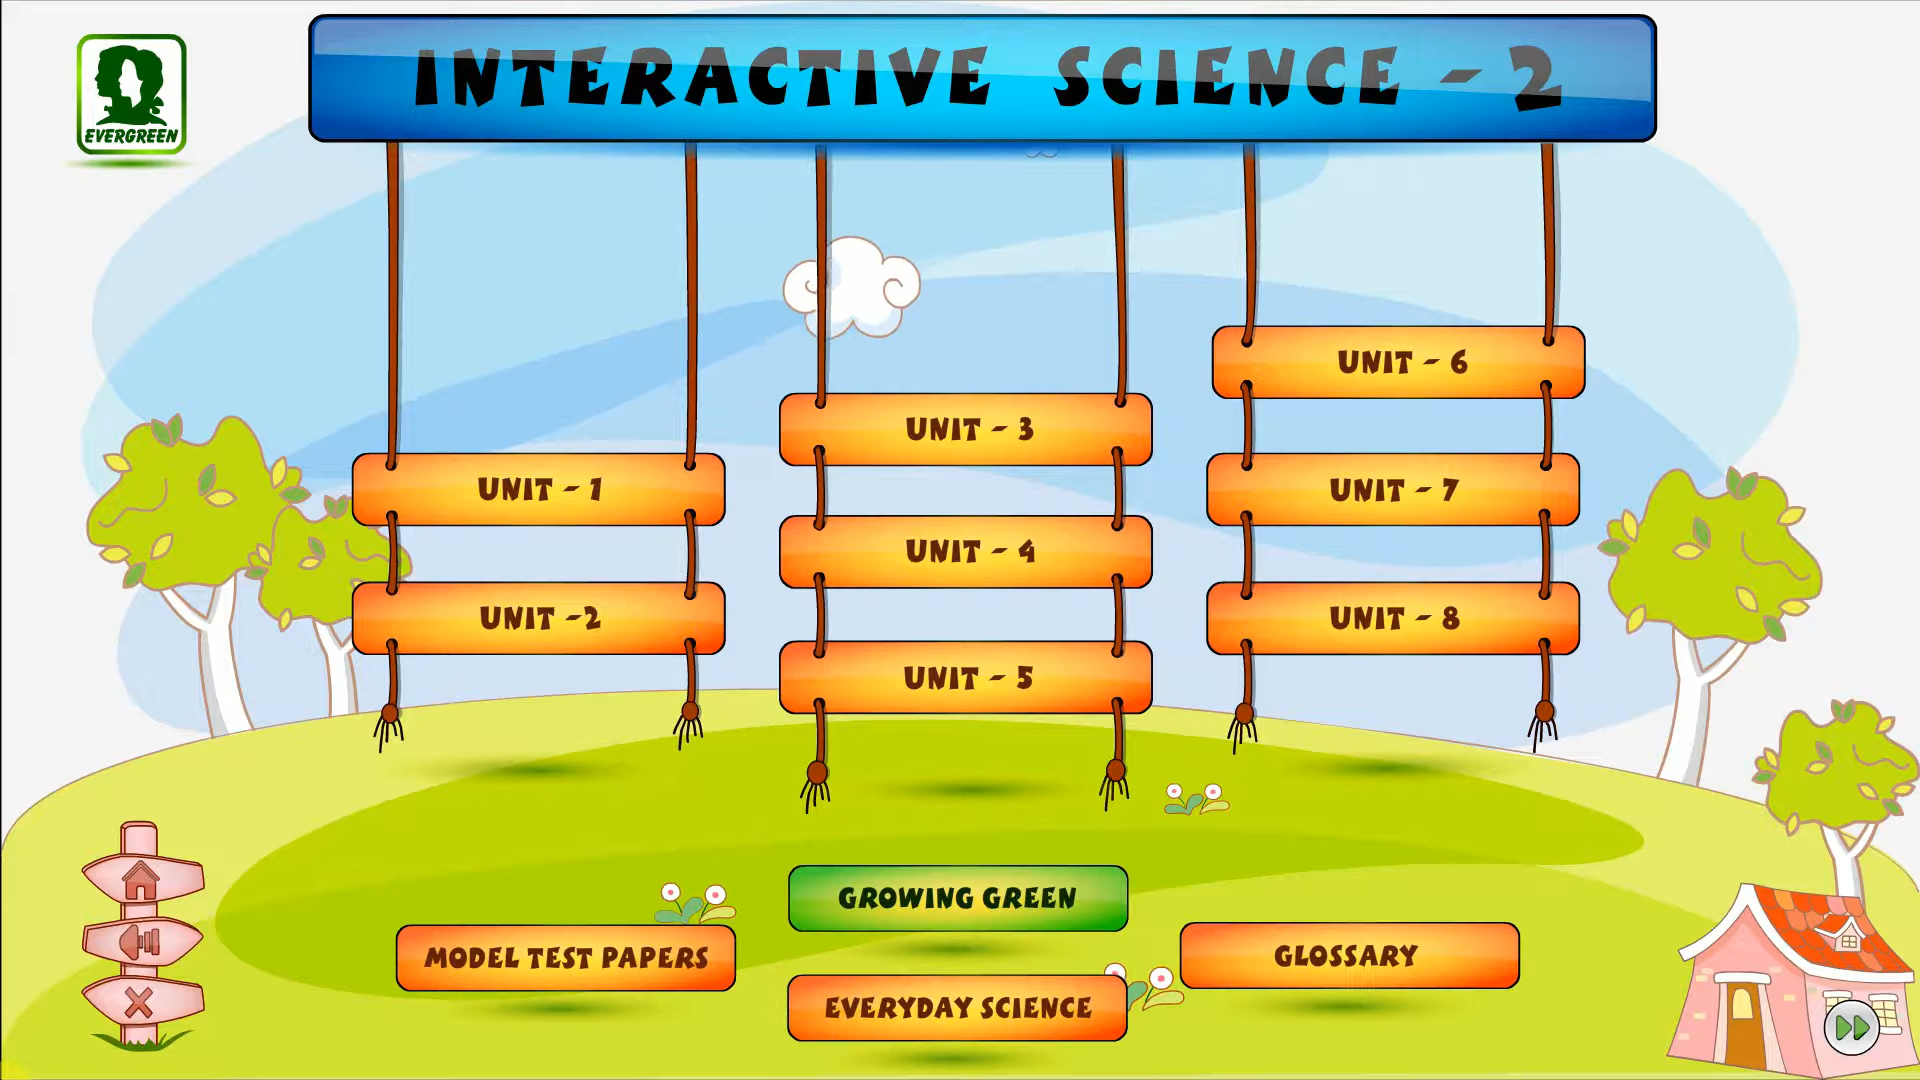 EVERGREEN
INTERACTIVE SCIENCE - 2
UNIT - 1
UNIT -2
UNIT - 3
UNIT - 4
UNIT - 5
UNIT - 6
UNIT - 7
UNIT - 8
GROWING GREEN
MODEL TEST PAPERS
EVERYDAY SCIENCE
GLOSSARY